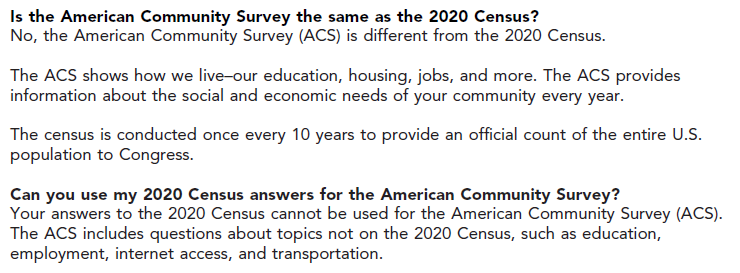 Is the American Community Survey the same as the 2020 Census?
No, the American Community Survey (ACS) is different from the 2020 Census.
The ACS shows how we live–our education, housing, jobs, and more. The ACS provides
information about the social and economic needs of your community every year.
The census is conducted once every 10 years to provide an official count of the entire U.S.
population to Congress.
Can you use my 2020 Census answers for the American Community Survey?
Your answers to the 2020 Census cannot be used for the American Community Survey (ACS).
The ACS includes questions about topics not on the 2020 Census, such as education,
employment, internet access, and transportation.